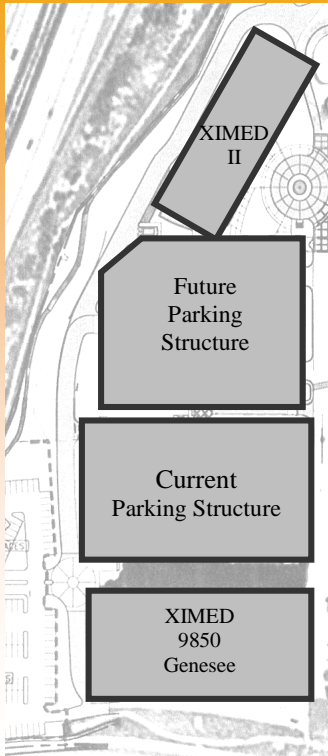 XIMED
II
Future
Parking
Structure
Current
Parking Structure
XIMED
9850
Genesee